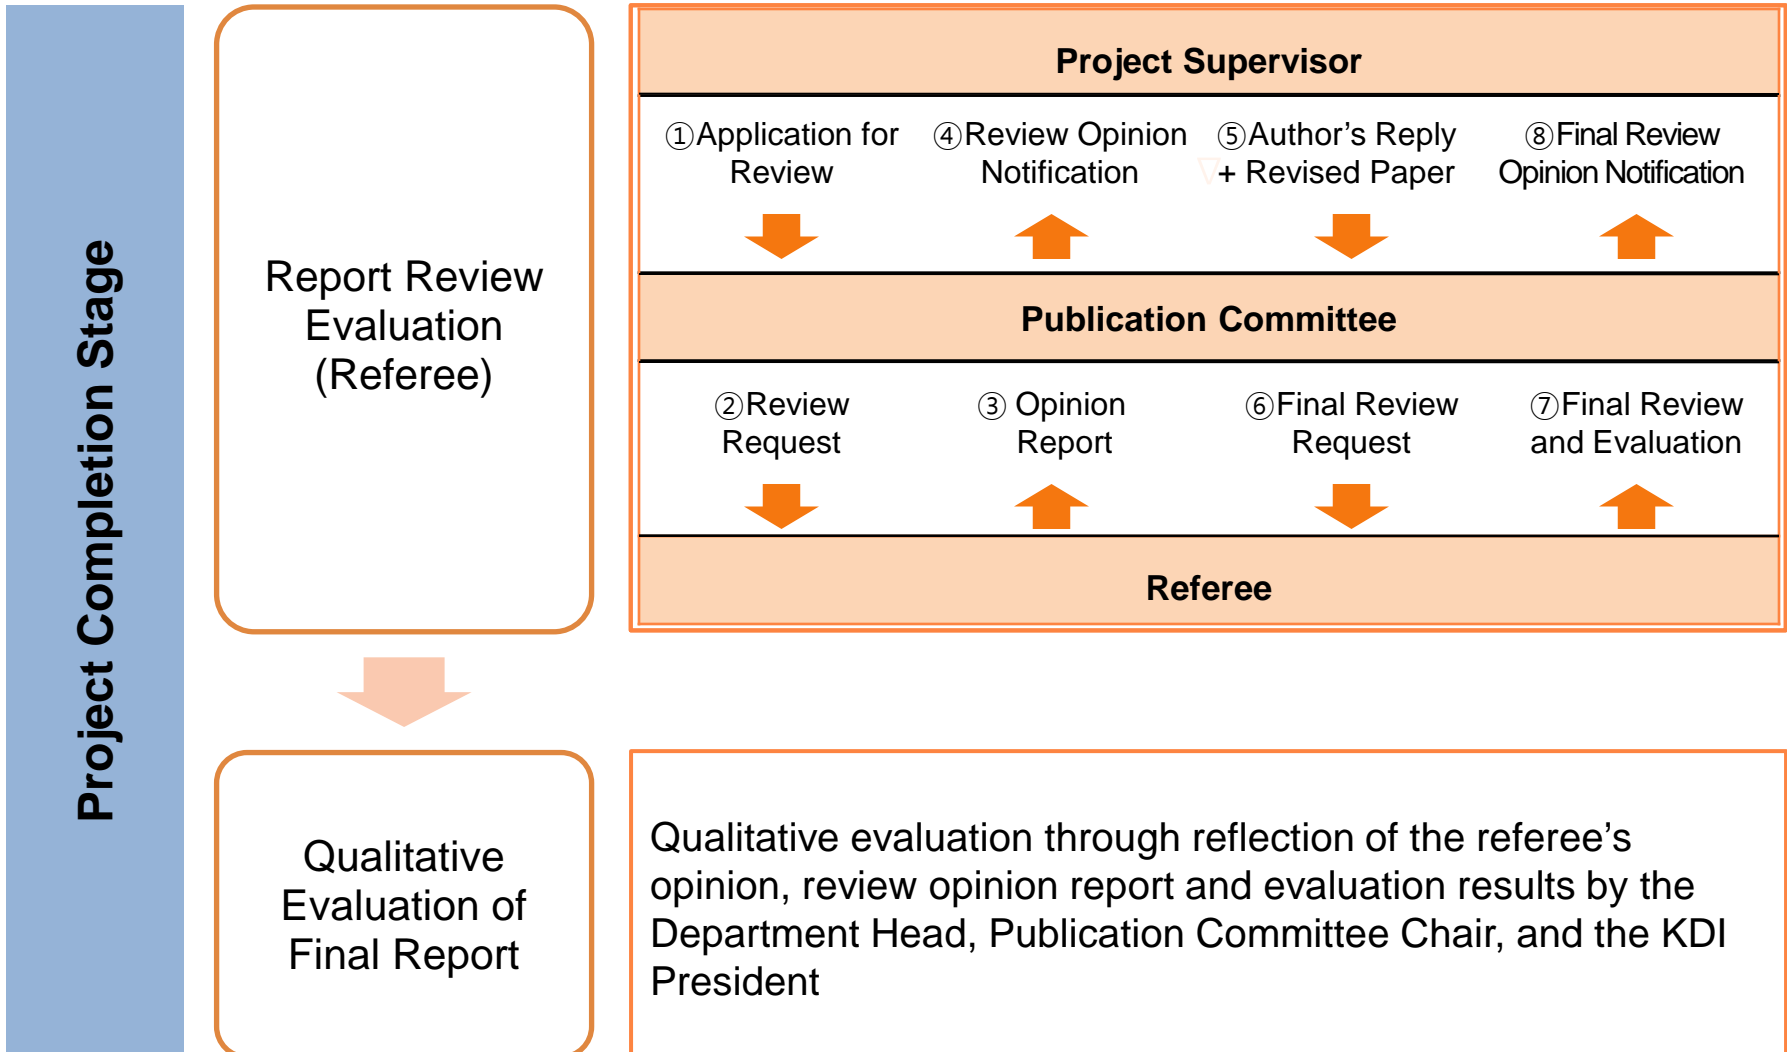 Project Completion Stage
Report Review
Evaluation
(Referee)
Project Supervisor
①Application for
Review
④Review Opinion
Notification
⑤Author’s Reply
▽+ Revised Paper
⑧Final Review
Opinion Notification
Publication Committee
②Review
Request
③ Opinion
Report
⑥Final Review
Request
⑦Final Review
and Evaluation
Referee
Qualitative
Evaluation of
Final Report
Qualitative evaluation through reflection of the referee’s
opinion, review opinion report and evaluation results by the
Department Head, Publication Committee Chair, and the KDI
President